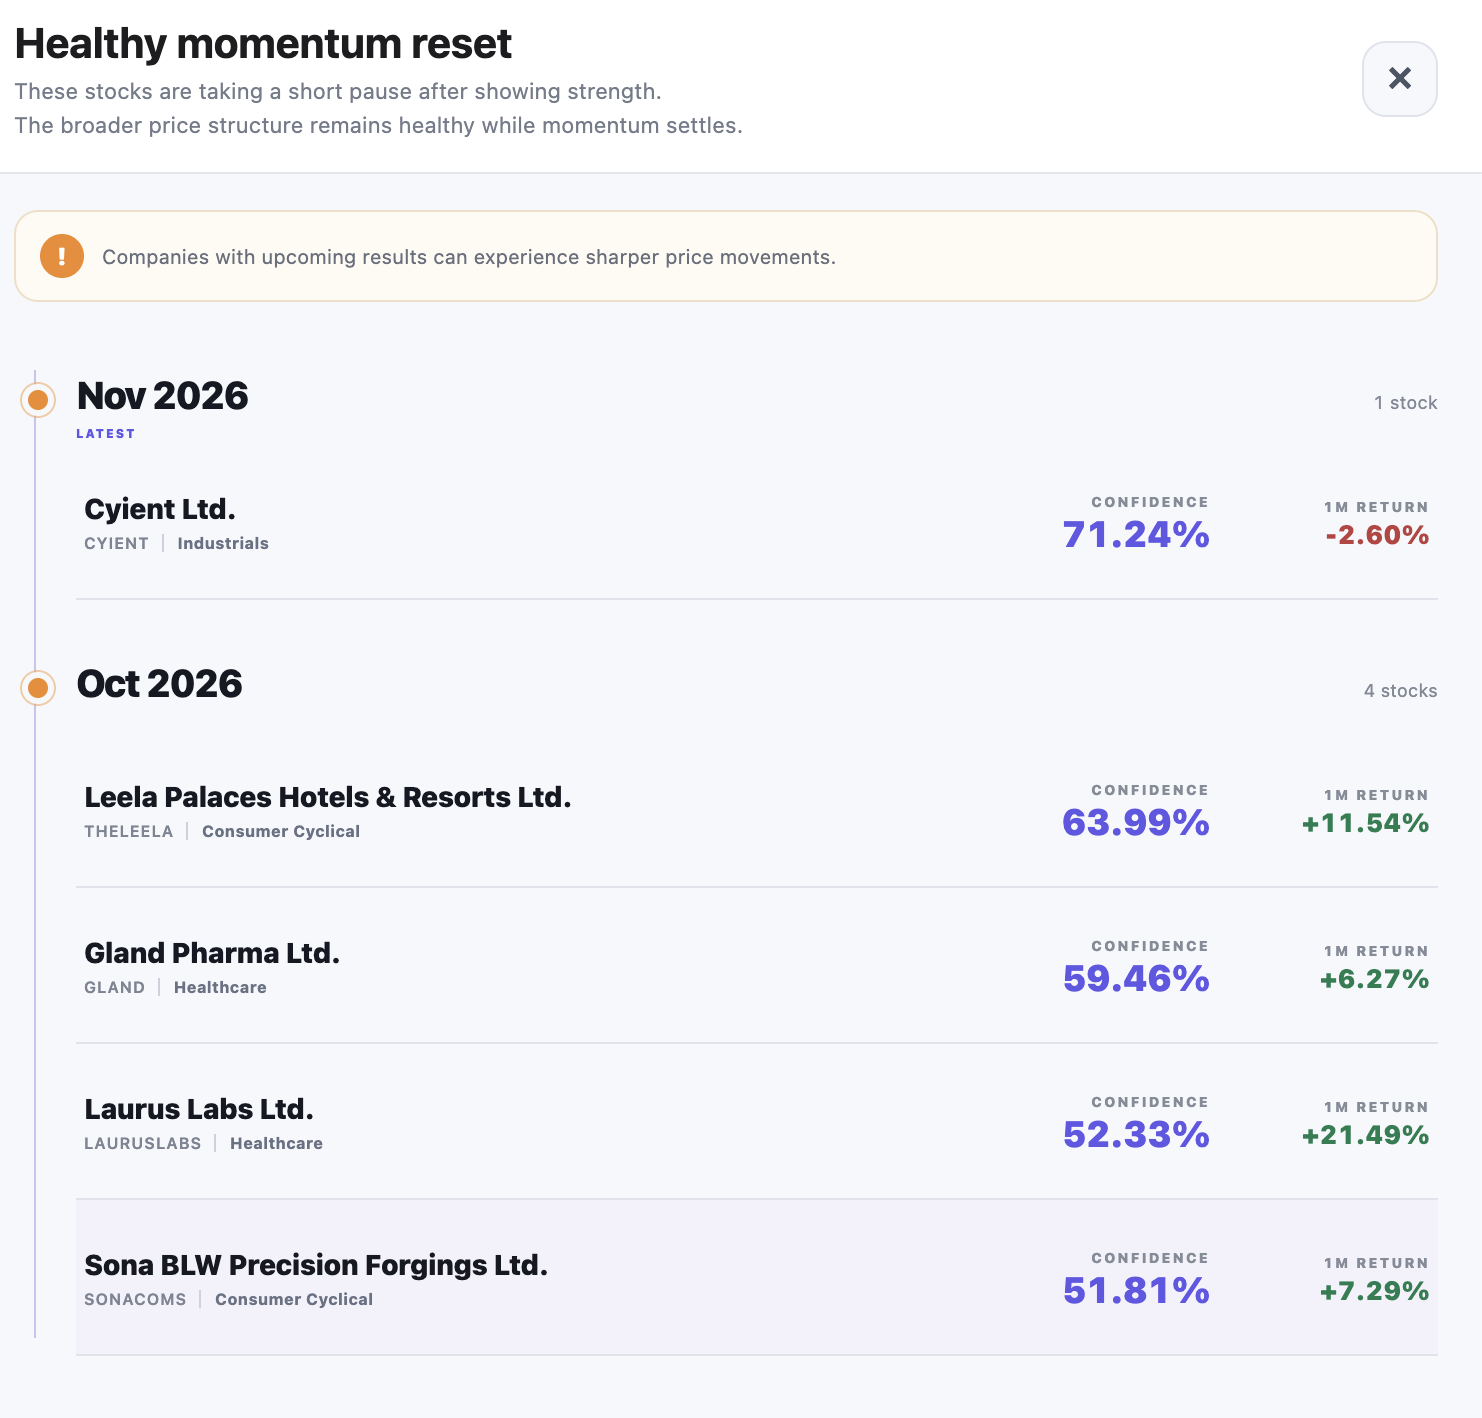 Healthy momentum reset
These stocks are taking a short pause after showing strength.
The broader price structure remains healthy while momentum settles.
Companies with upcoming results can experience sharper price movements.
Nov 2026
1 stock
LATEST
Cyient Ltd.
CYIENT | Industrials
CONFIDENCE
71.24%
1M RETURN
-2.60%
Oct 2026
4 stocks
Leela Palaces Hotels & Resorts Ltd.
THELEELA | Consumer Cyclical
CONFIDENCE
63.99%
1M RETURN
+11.54%
Gland Pharma Ltd.
GLAND | Healthcare
CONFIDENCE
59.46%
1M RETURN
+6.27%
Laurus Labs Ltd.
LAURUSLABS | Healthcare
CONFIDENCE
52.33%
1M RETURN
+21.49%
Sona BLW Precision Forgings Ltd.
SONACOMS | Consumer Cyclical
CONFIDENCE
51.81%
1M RETURN
+7.29%